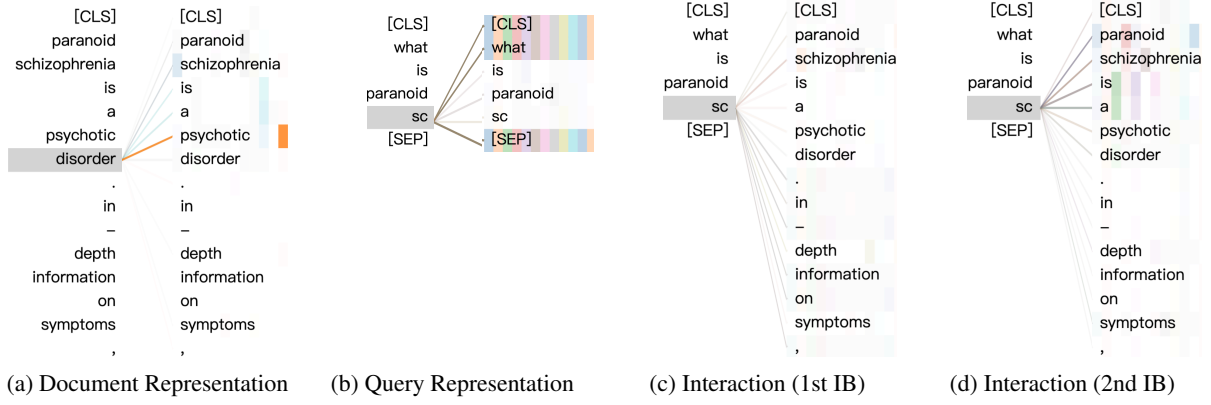 [CLS] [CLS]
paranoid paranoid
schizophrenia schizophrenia
is is
a a
psychotic psychotic
disorder disorder
. .
in in
– –
depth depth
information information
on on
symptoms symptoms
, ,
(a) Document Representation
[CLS] [CLS]
what what
is is
paranoid paranoid
sc sc
[SEP] [SEP]
(b) Query Representation
[CLS] [CLS]
what paranoid
is schizophrenia
paranoid is
sc a
[SEP] psychotic
disorder
.
in
–
depth
information
on
symptoms
,
(c) Interaction (1st IB)
[CLS] [CLS]
what paranoid
is schizophrenia
paranoid is
sc a
[SEP] psychotic
disorder
.
in
–
depth
information
on
symptoms
,
(d) Interaction (2nd IB)